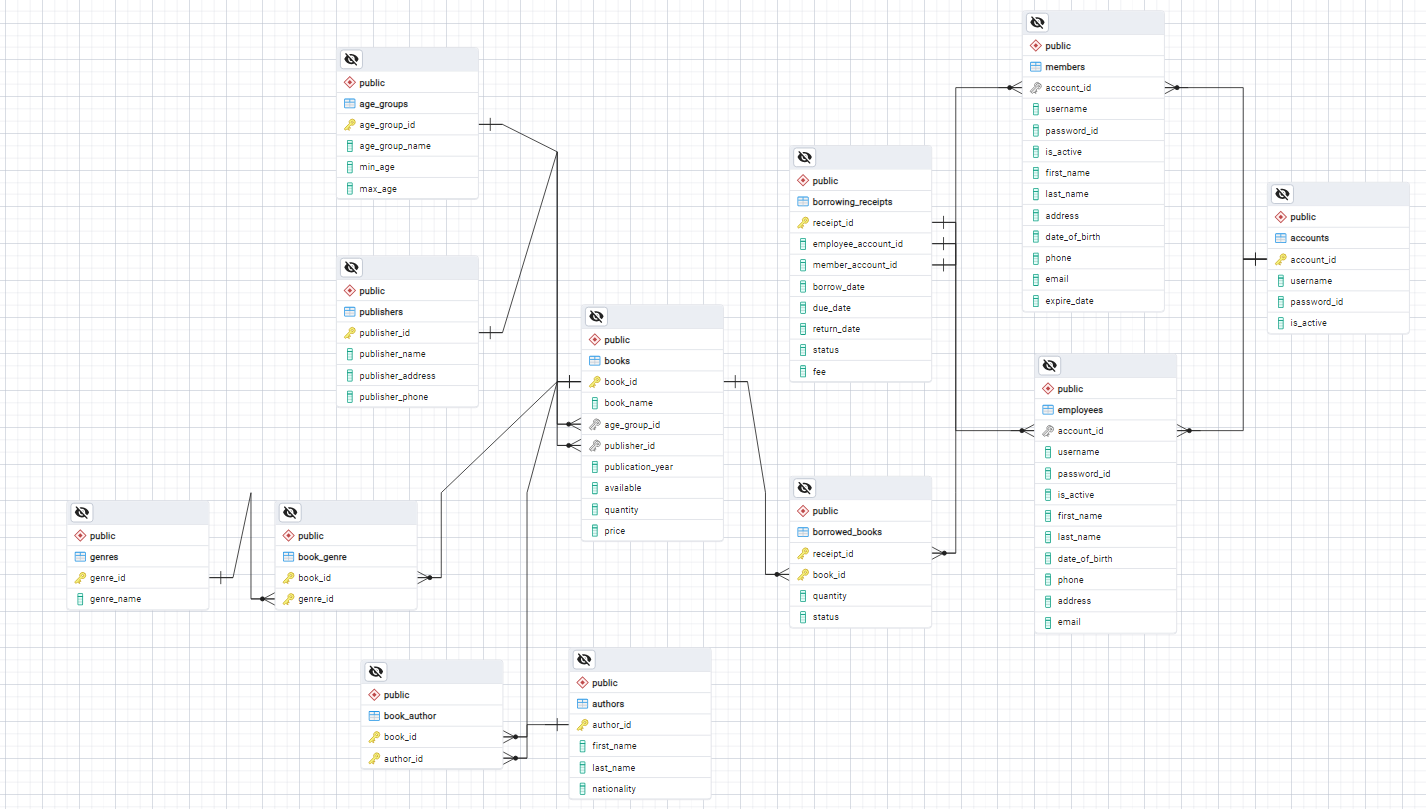 public
age_groups
age_group_id
age_group_name
min_age
max_age
public
publishers
publisher_id
publisher_name
publisher_address
publisher_phone
public
genres
genre_id
genre_name
public
book_genre
book_id
genre_id
public
book_author
book_id
author_id
public
authors
author_id
first_name
last_name
nationality
public
books
book_id
book_name
age_group_id
publisher_id
publication_year
available
quantity
price
public
borrowing_receipts
receipt_id
employee_account_id
member_account_id
borrow_date
due_date
return_date
status
fee
public
borrowed_books
receipt_id
book_id
quantity
status
public
members
account_id
username
password_id
is_active
first_name
last_name
address
date_of_birth
phone
email
expire_date
public
employees
account_id
username
password_id
is_active
first_name
last_name
date_of_birth
phone
address
email
public
accounts
account_id
username
password_id
is_active